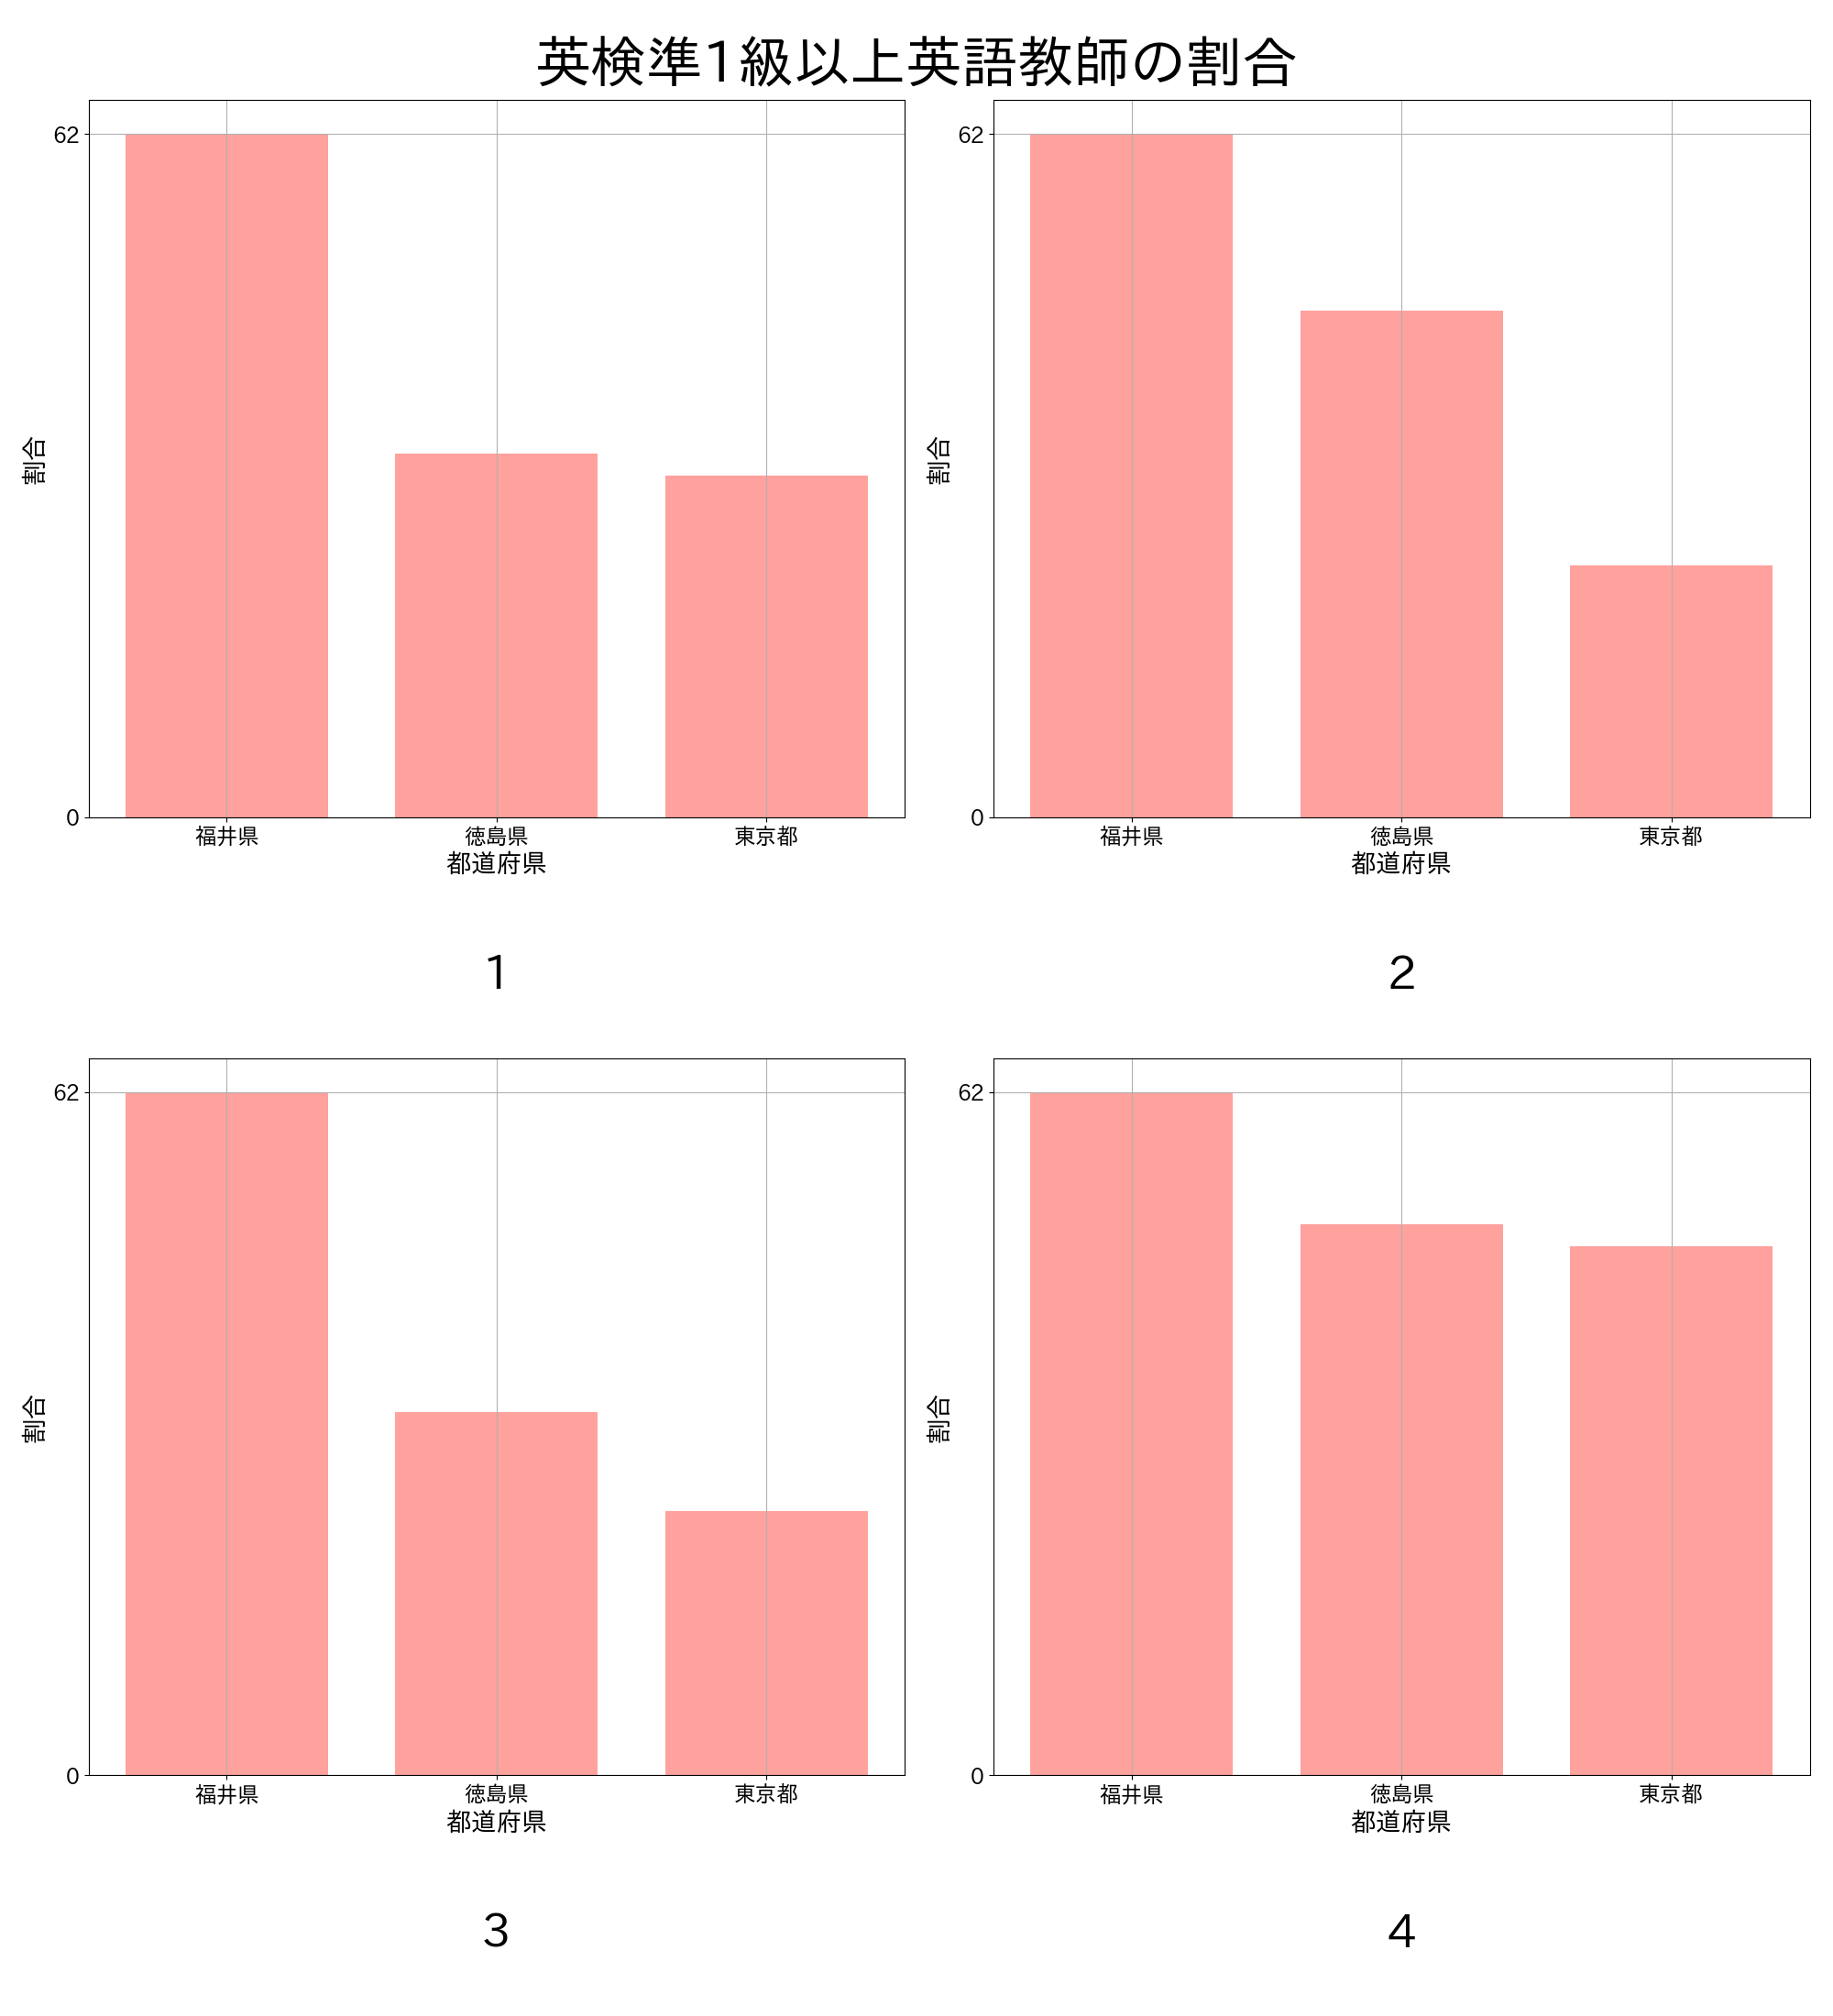 英検準1級以上英語教師の割合
62
0
割合
福井県
徳島県
東京都
都道府県
1
62
0
割合
福井県
徳島県
東京都
都道府県
2
62
0
割合
福井県
徳島県
東京都
都道府県
3
62
0
割合
福井県
徳島県
東京都
都道府県
4